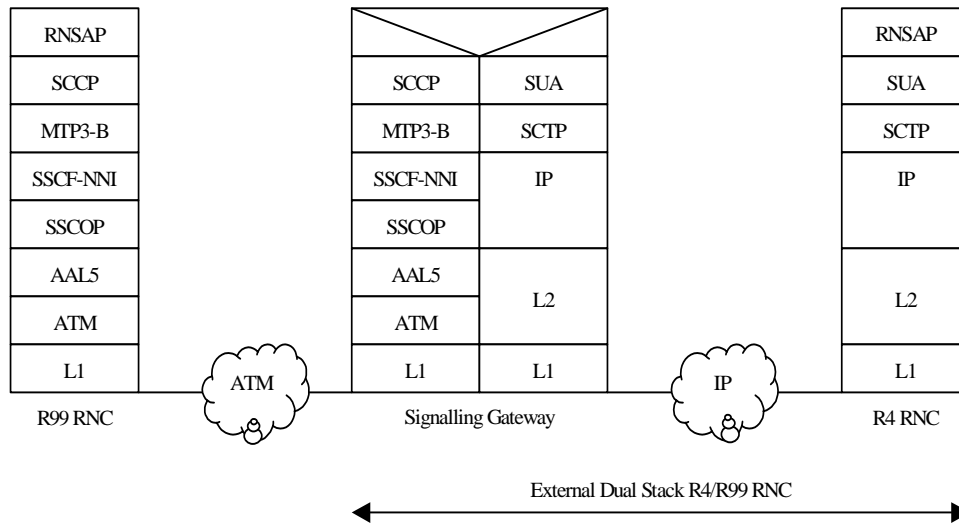 RNSAP
RNSAP
SCCP
SCCP
SUA
SUA
MTP3-B
MTP3-B
SCTP
SCTP
SSCF-NNI
SSCF-NNI
IP
IP
SSCOP
SSCOP
AAL5
AAL5
L2
L2
ATM
ATM
L1
ATM
L1
L1
IP
L1
R99 RNC
Signalling Gateway
R4 RNC
External Dual Stack R4/R99 RNC